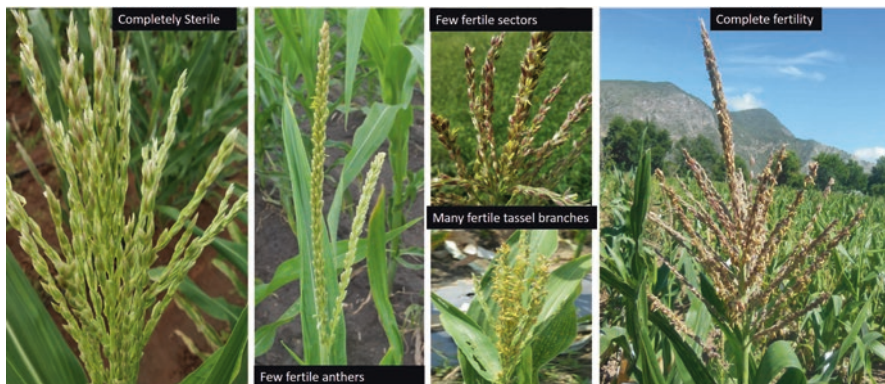 Completely Sterile
Few fertile anthers
Few fertile sectors
Many fertile tassel branches
Complete fertility